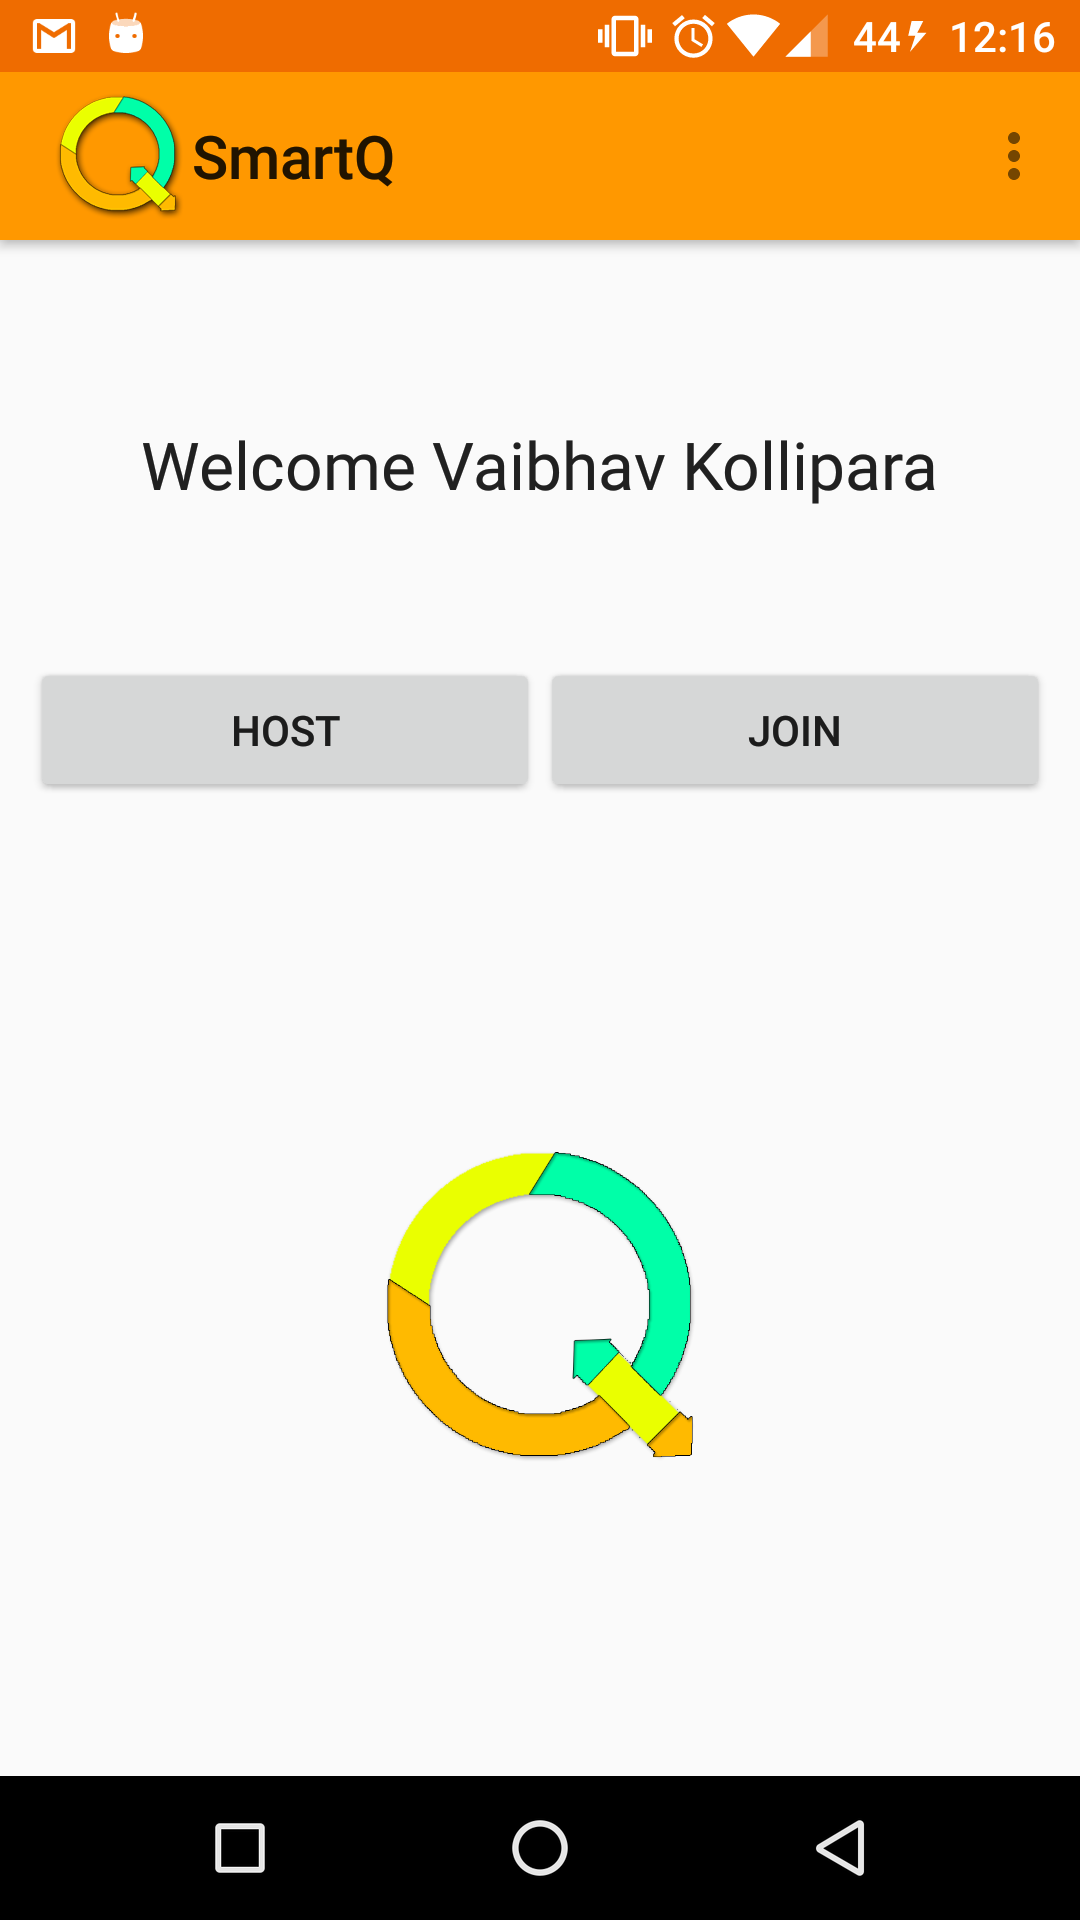 44 12:16
SmartQ
Welcome Vaibhav Kollipara
HOST JOIN